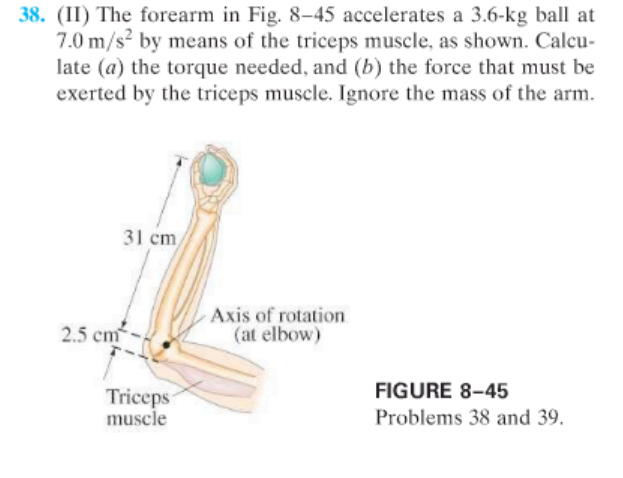 38. (II) The forearm in Fig. 8–45 accelerates a 3.6-kg ball at
7.0 m/s² by means of the triceps muscle, as shown. Calcu-
late (a) the torque needed, and (b) the force that must be
exerted by the triceps muscle. Ignore the mass of the arm.
31 cm
Axis of rotation
(at elbow)
2.5 cm
Triceps
muscle
FIGURE 8–45
Problems 38 and 39.